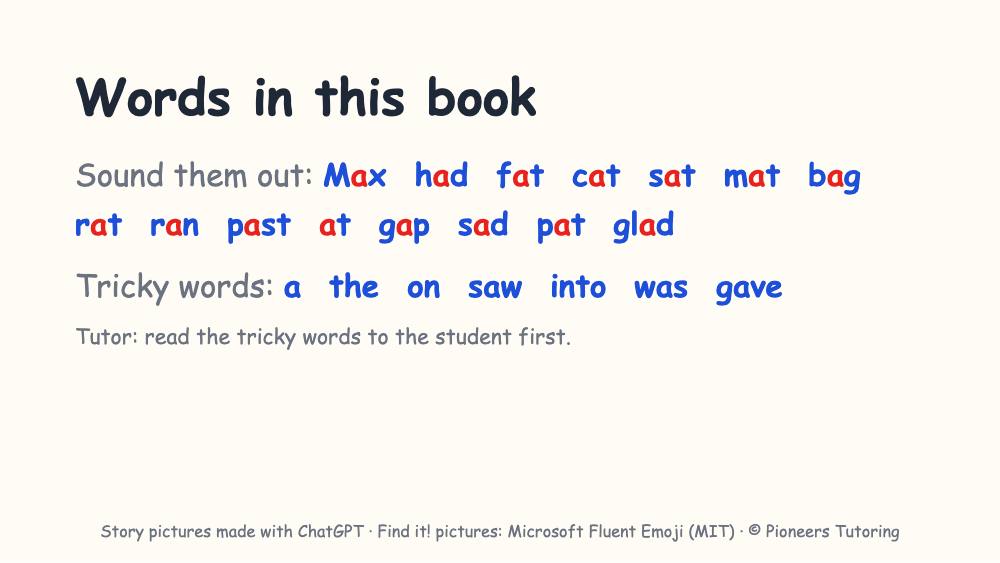 Words in this book
Sound them out: Max had fat cat sat mat bag
rat ran past at gap sad pat glad
Tricky words: a the on saw into was gave
Tutor: read the tricky words to the student first.
Story pictures made with ChatGPT · Find it! pictures: Microsoft Fluent Emoji (MIT) · © Pioneers Tutoring